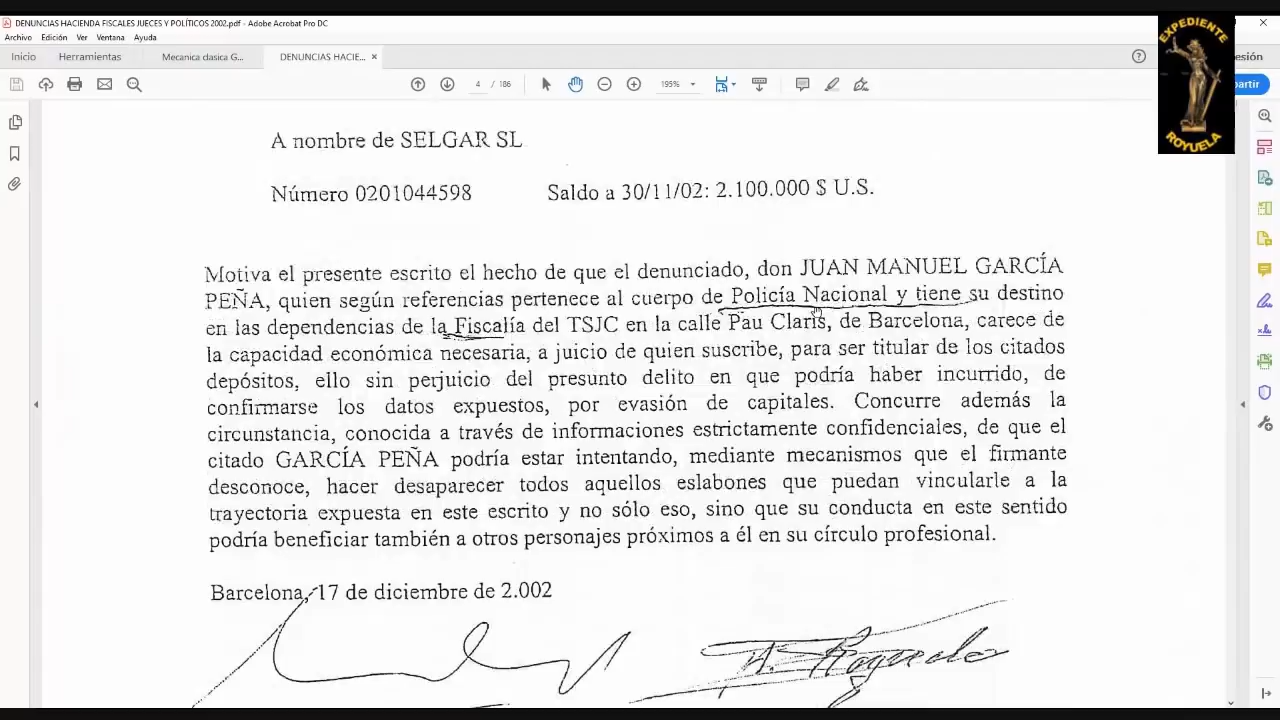 DENUNCIAS HACIENDA FISCALES JUECES Y POLÍTICOS 2002.pdf - Adobe Acrobat Pro DC
Archivo Edición Ver Ventana Ayuda
Inicio Herramientas Mecanica dasica G... DENUNCIAS HACIE... × esión
4 / 186 195% artir
EXPEDIENTE
ROYUELA
A nombre de SELGAR SL
Número 0201044598 Saldo a 30/11/02: 2.100.000 $ U.S.
Motiva el presente escrito el hecho de que el denunciado, don JUAN MANUEL GARCÍA
PEÑA, quien según referencias pertenece al cuerpo de Policía Nacional y tiene su destino
en las dependencias de la Fiscalía del TSJC en la calle Pau Claris, de Barcelona, carece de
la capacidad económica necesaria, a juicio de quien suscribe, para ser titular de los citados
depósitos, ello sin perjuicio del presunto delito en que podría haber incurrido, de
confirmarse los datos expuestos, por evasión de capitales. Concurre además la
circunstancia, conocida a través de informaciones estrictamente confidenciales, de que el
citado GARCÍA PEÑA podría estar intentando, mediante mecanismos que el firmante
desconoce, hacer desaparecer todos aquellos eslabones que puedan vincularle a la
trayectoria expuesta en este escrito y no sólo eso, sino que su conducta en este sentido
podría beneficiar también a otros personajes próximos a él en su círculo profesional.
Barcelona, 17 de diciembre de 2.002